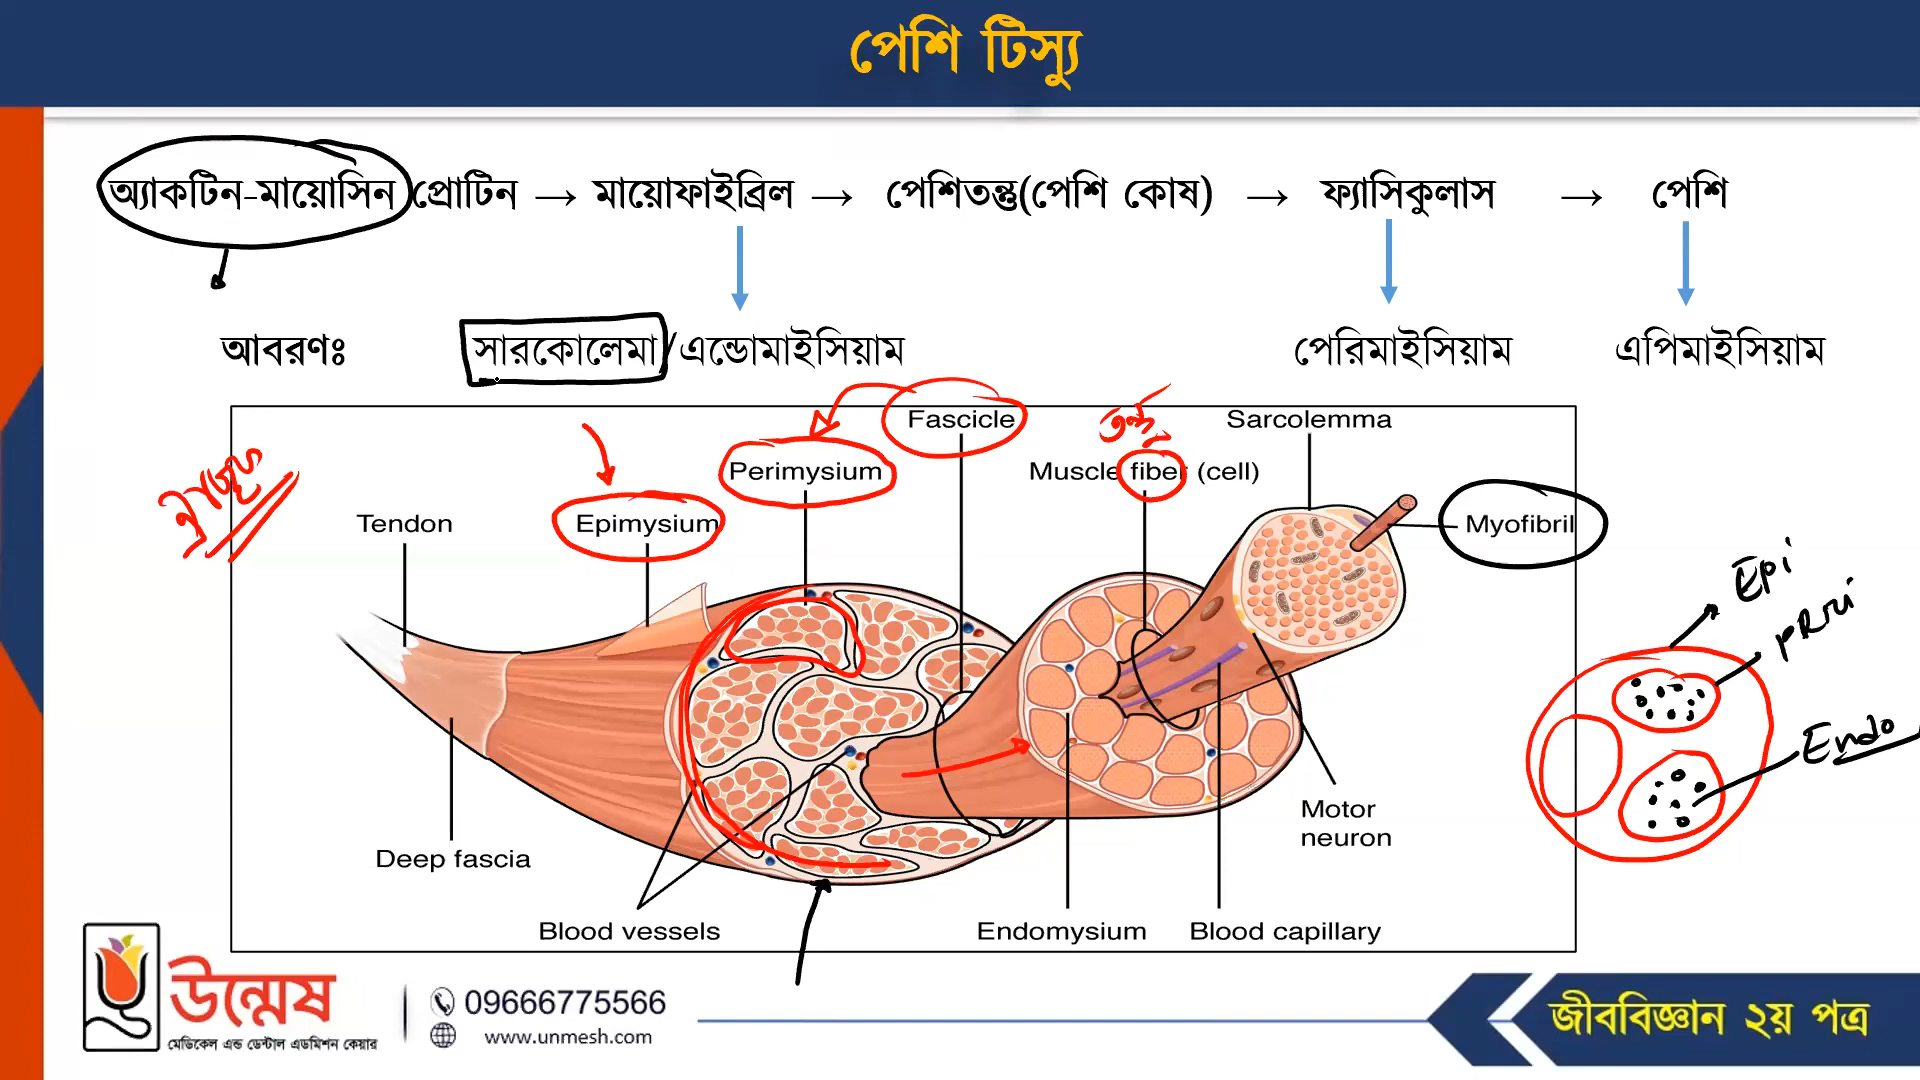 পেশি টিস্যু
অ্যাকটিন-মায়োসিন প্রোটিন → মায়োফাইব্রিল → পেশিতন্তু(পেশি কোষ) → ফ্যাসিকুলাস → পেশি
আবরণঃ সারকোলেমা/এন্ডোমাইসিয়াম পেরিমাইসিয়াম এপিমাইসিয়াম
Fascicle
তন্তু
Sarcolemma
Perimysium
Muscle fiber (cell)
Tendon
Epimysium
Myofibril
Epi
Peri
Endo
Motor
neuron
Deep fascia
Blood vessels
Endomysium
Blood capillary
উন্মেষ
মেডিকেল এন্ড ডেন্টাল এডমিশন কেয়ার
09666775566
www.unmesh.com
জীববিজ্ঞান ২য় পত্র